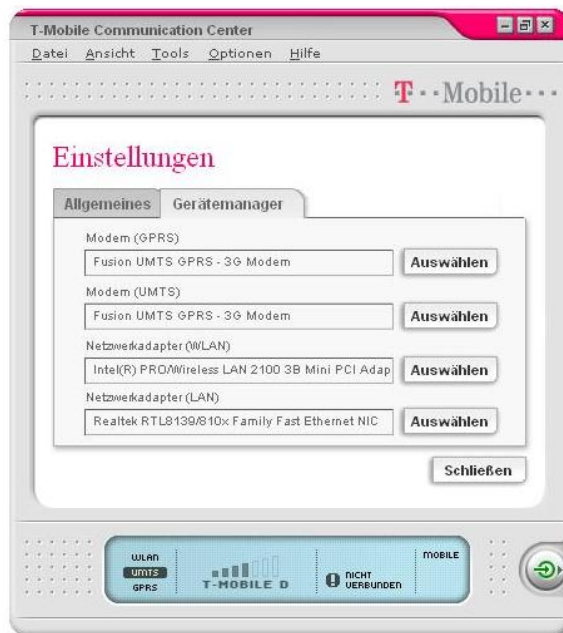 T-Mobile Communication Center
Datei Ansicht Tools Optionen Hilfe
T··Mobile···
Einstellungen
Allgemeines Gerätemanager
Modem (GPRS)
Fusion UMTS GPRS - 3G Modem Auswählen
Modem (UMTS)
Fusion UMTS GPRS - 3G Modem Auswählen
Netzwerkadapter (WLAN)
Intel(R) PRO/Wireless LAN 2100 3B Mini PCI Adap Auswählen
Netzwerkadapter (LAN)
Realtek RTL8139/810x Family Fast Ethernet NIC Auswählen
Schließen
WLAN
UMTS
GPRS
T-MOBILE D
NICHT
VERBUNDEN
MOBILE